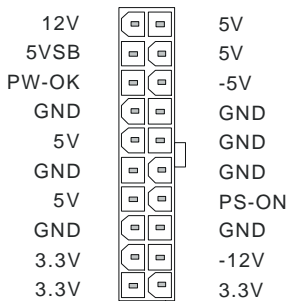 12V 5V
5VSB 5V
PW-OK -5V
GND GND
5V GND
GND GND
5V PS-ON
GND GND
3.3V -12V
3.3V 3.3V